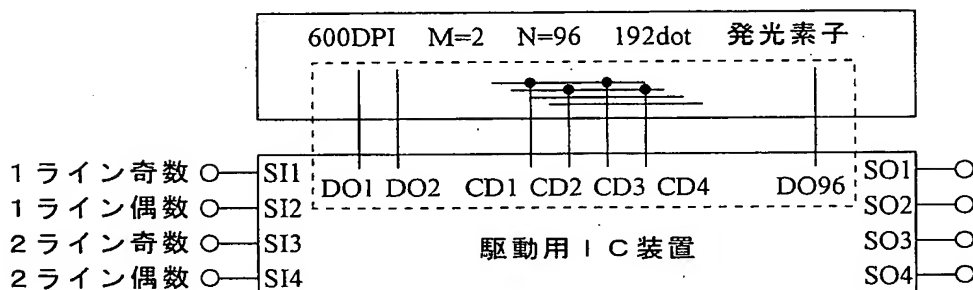 600DPI M=2 N=96 192dot 発光素子
1ライン奇数 SI1 DO1 DO2 CD1 CD2 CD3 CD4 DO96 SO1
1ライン偶数 SI2 SO2
2ライン奇数 SI3 駆動用IC装置 SO3
2ライン偶数 SI4 SO4